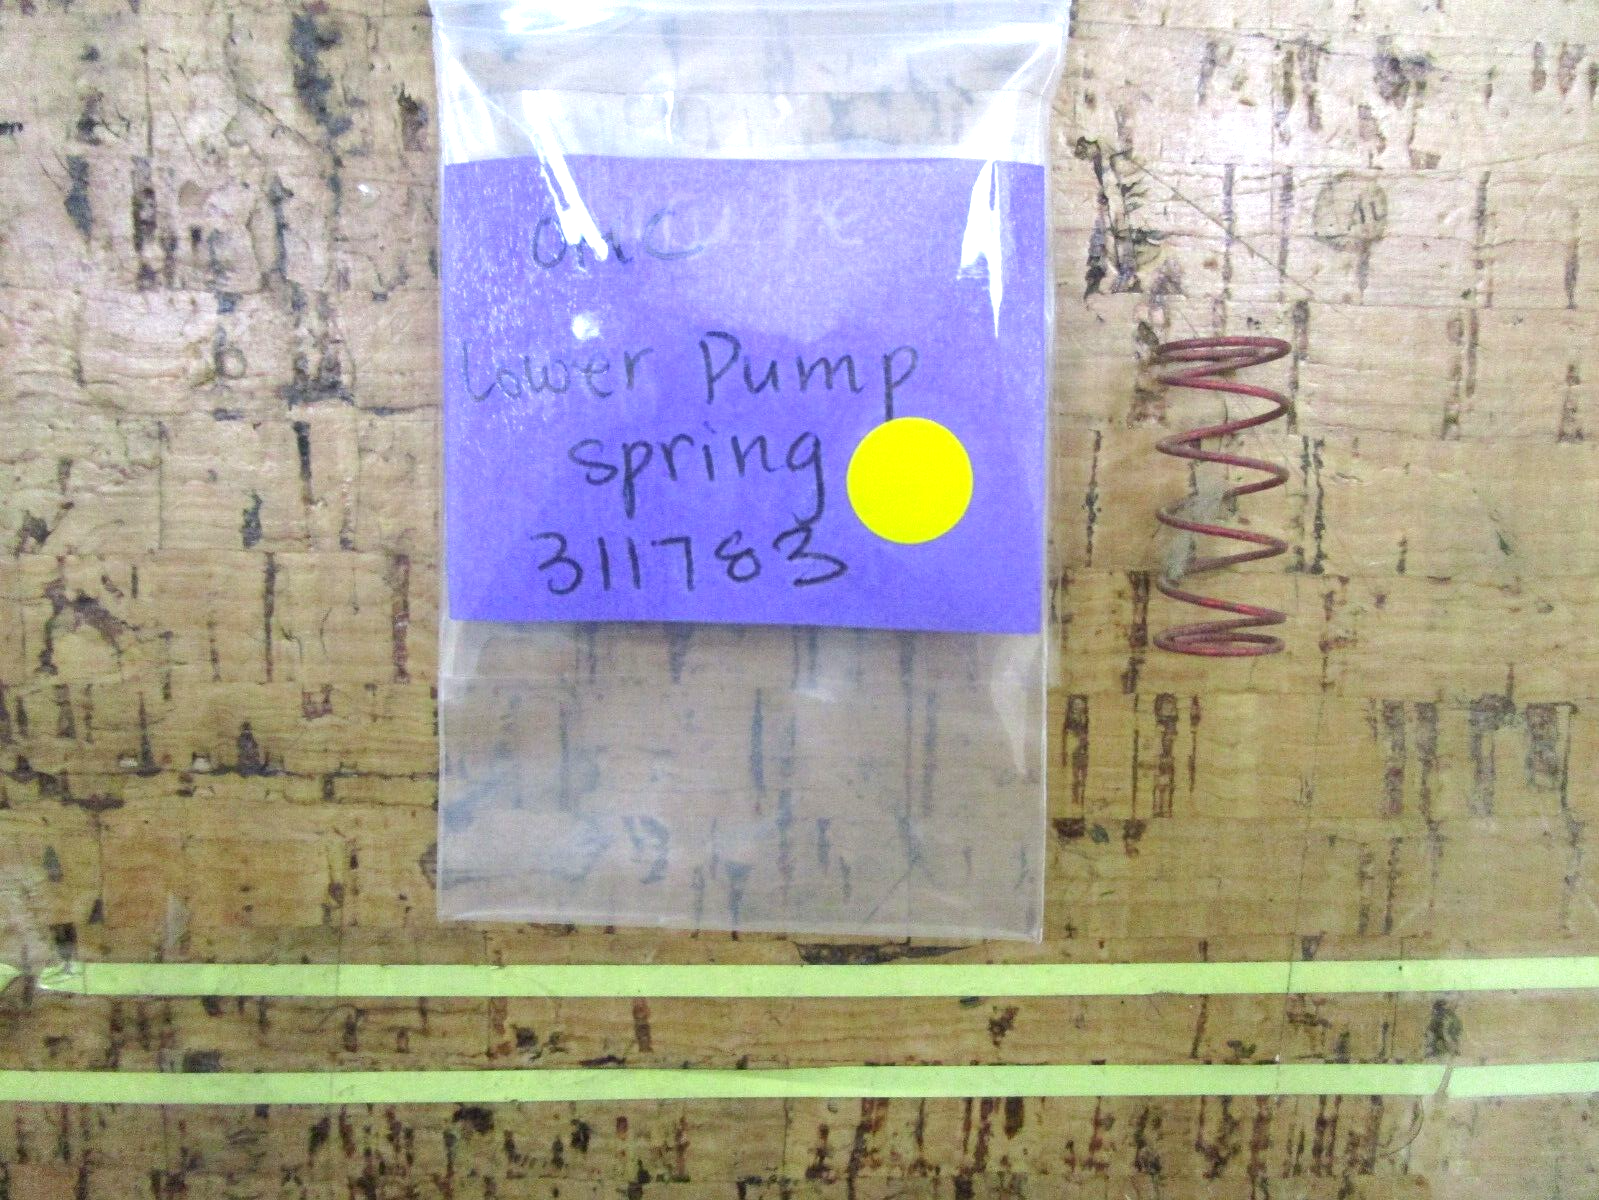 OMC
Lower Pump
spring
311783